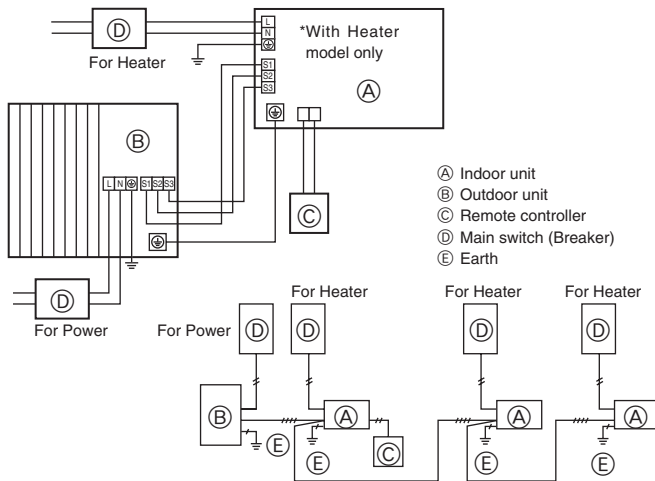 Ⓓ
For Heater
L
N
*With Heater
model only
S1
S2
S3
Ⓐ
Ⓑ
L N S1 S2 S3
Ⓒ
Ⓓ
For Power
Ⓐ Indoor unit
Ⓑ Outdoor unit
Ⓒ Remote controller
Ⓓ Main switch (Breaker)
Ⓔ Earth
For Heater For Heater For Heater
For Power Ⓓ Ⓓ Ⓓ Ⓓ
Ⓑ Ⓐ Ⓐ Ⓐ
Ⓔ Ⓔ Ⓒ Ⓔ Ⓔ